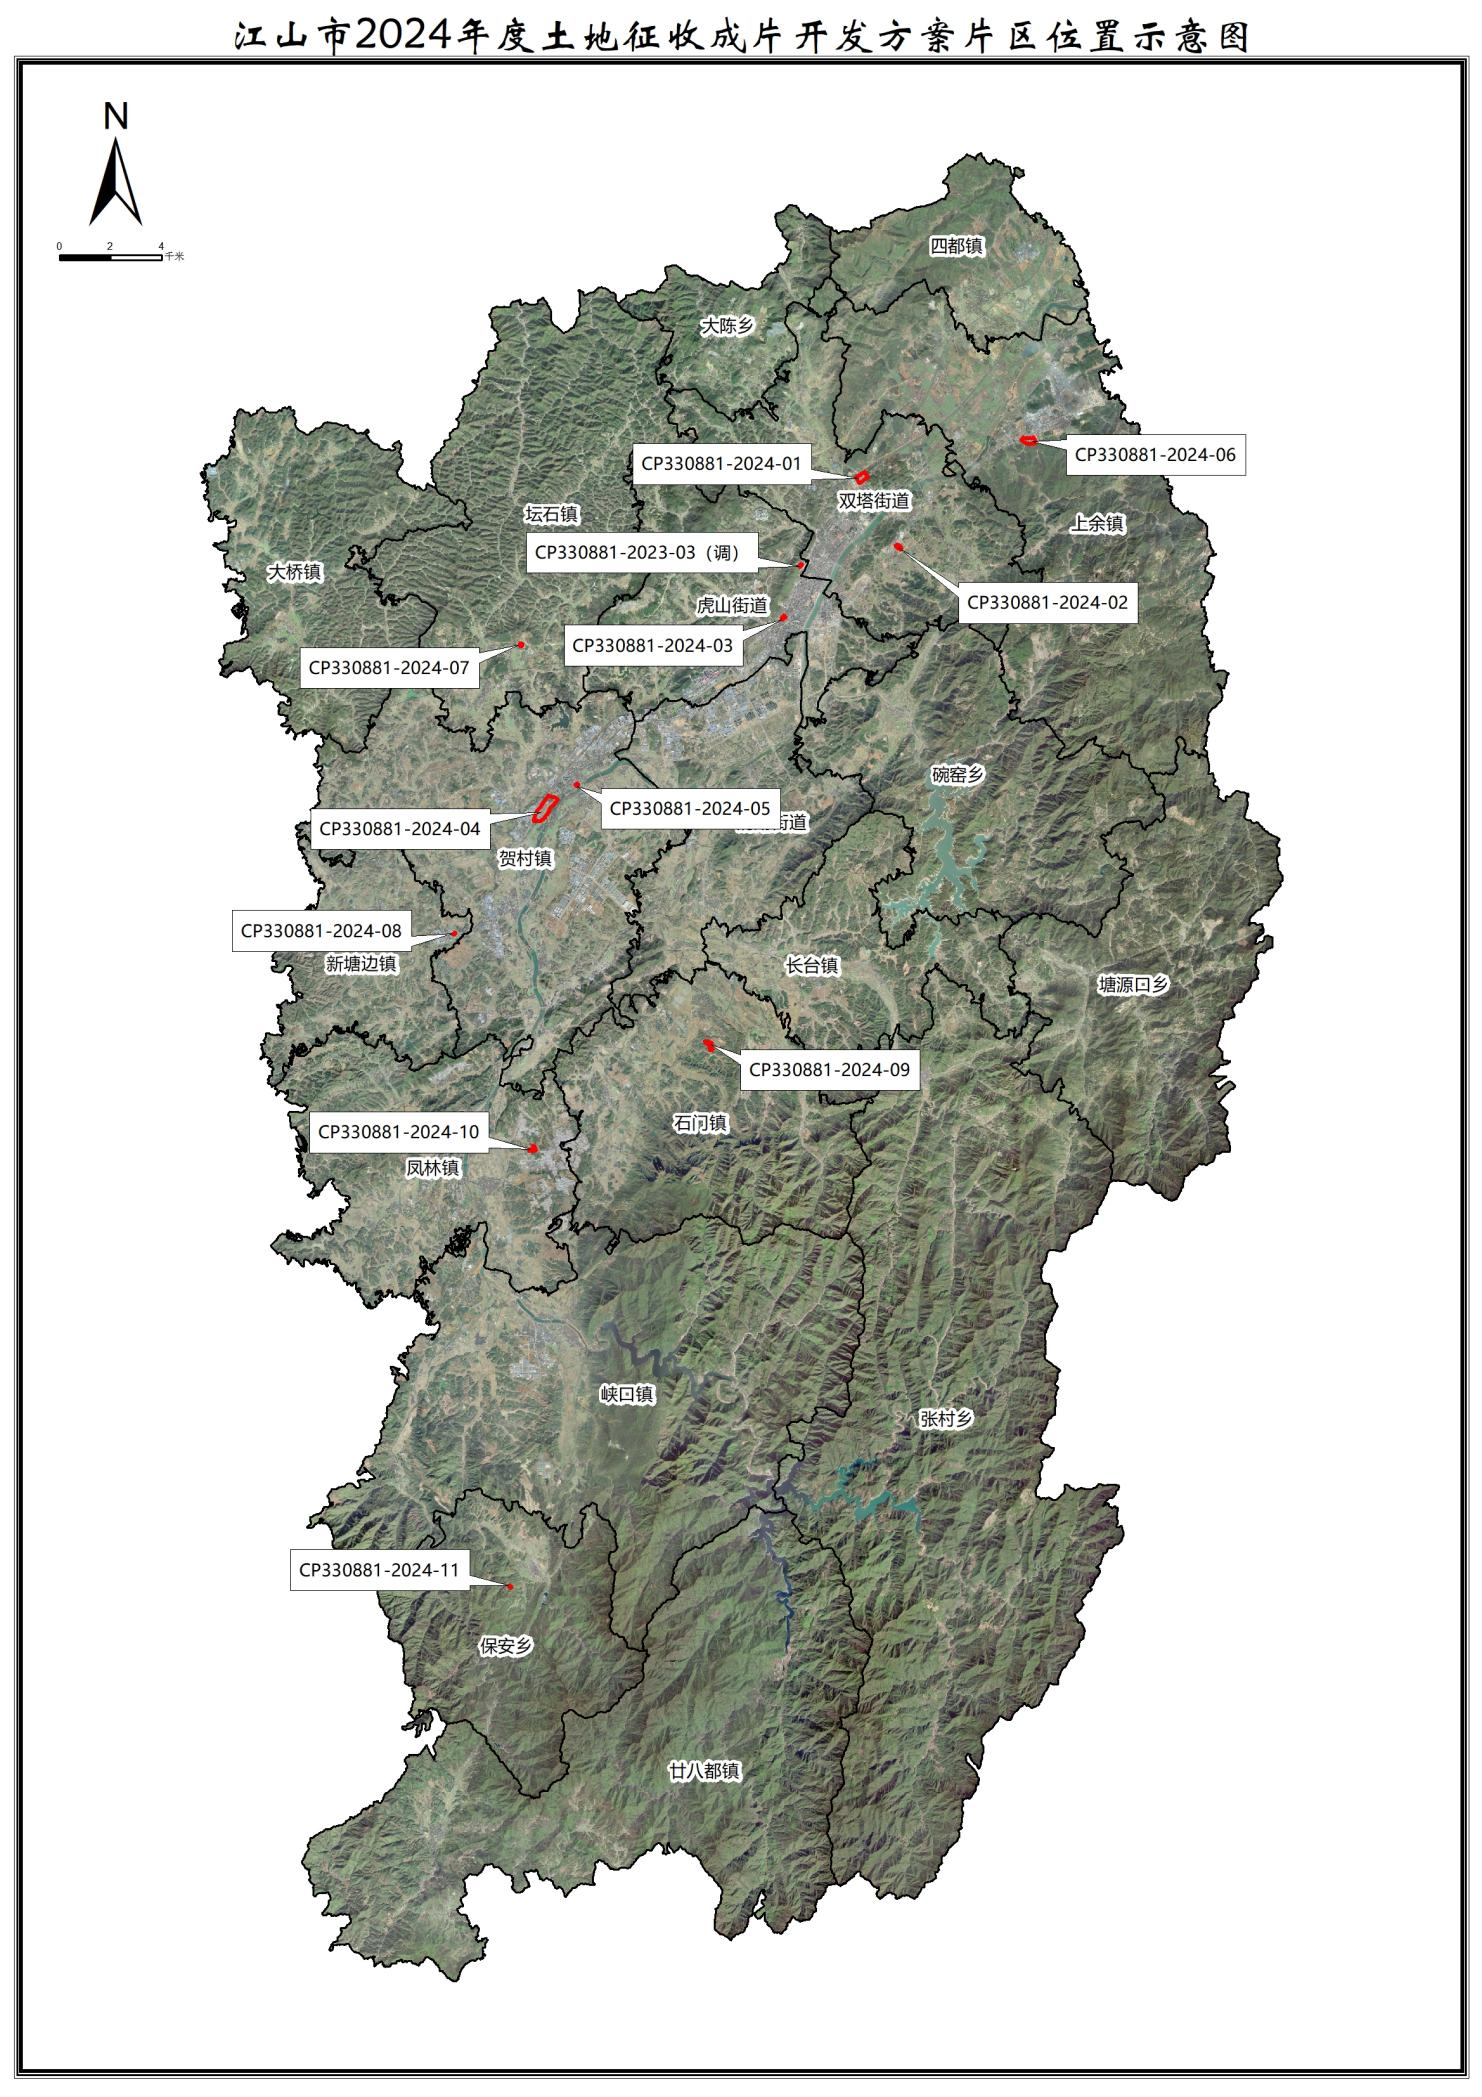 江山市2024年度土地征收成片开发方案片区位置示意图
N
0 2 4 千米
四都镇
大陈乡
CP330881-2024-06
CP330881-2024-01
双塔街道
坛石镇
上余镇
CP330881-2023-03（调）
大桥镇
CP330881-2024-02
虎山街道
CP330881-2024-03
CP330881-2024-07
碗窑乡
CP330881-2024-05
街道
CP330881-2024-04
贺村镇
CP330881-2024-08
新塘边镇
长台镇
塘源口乡
CP330881-2024-09
石门镇
CP330881-2024-10
凤林镇
峡口镇
张村乡
CP330881-2024-11
保安乡
廿八都镇